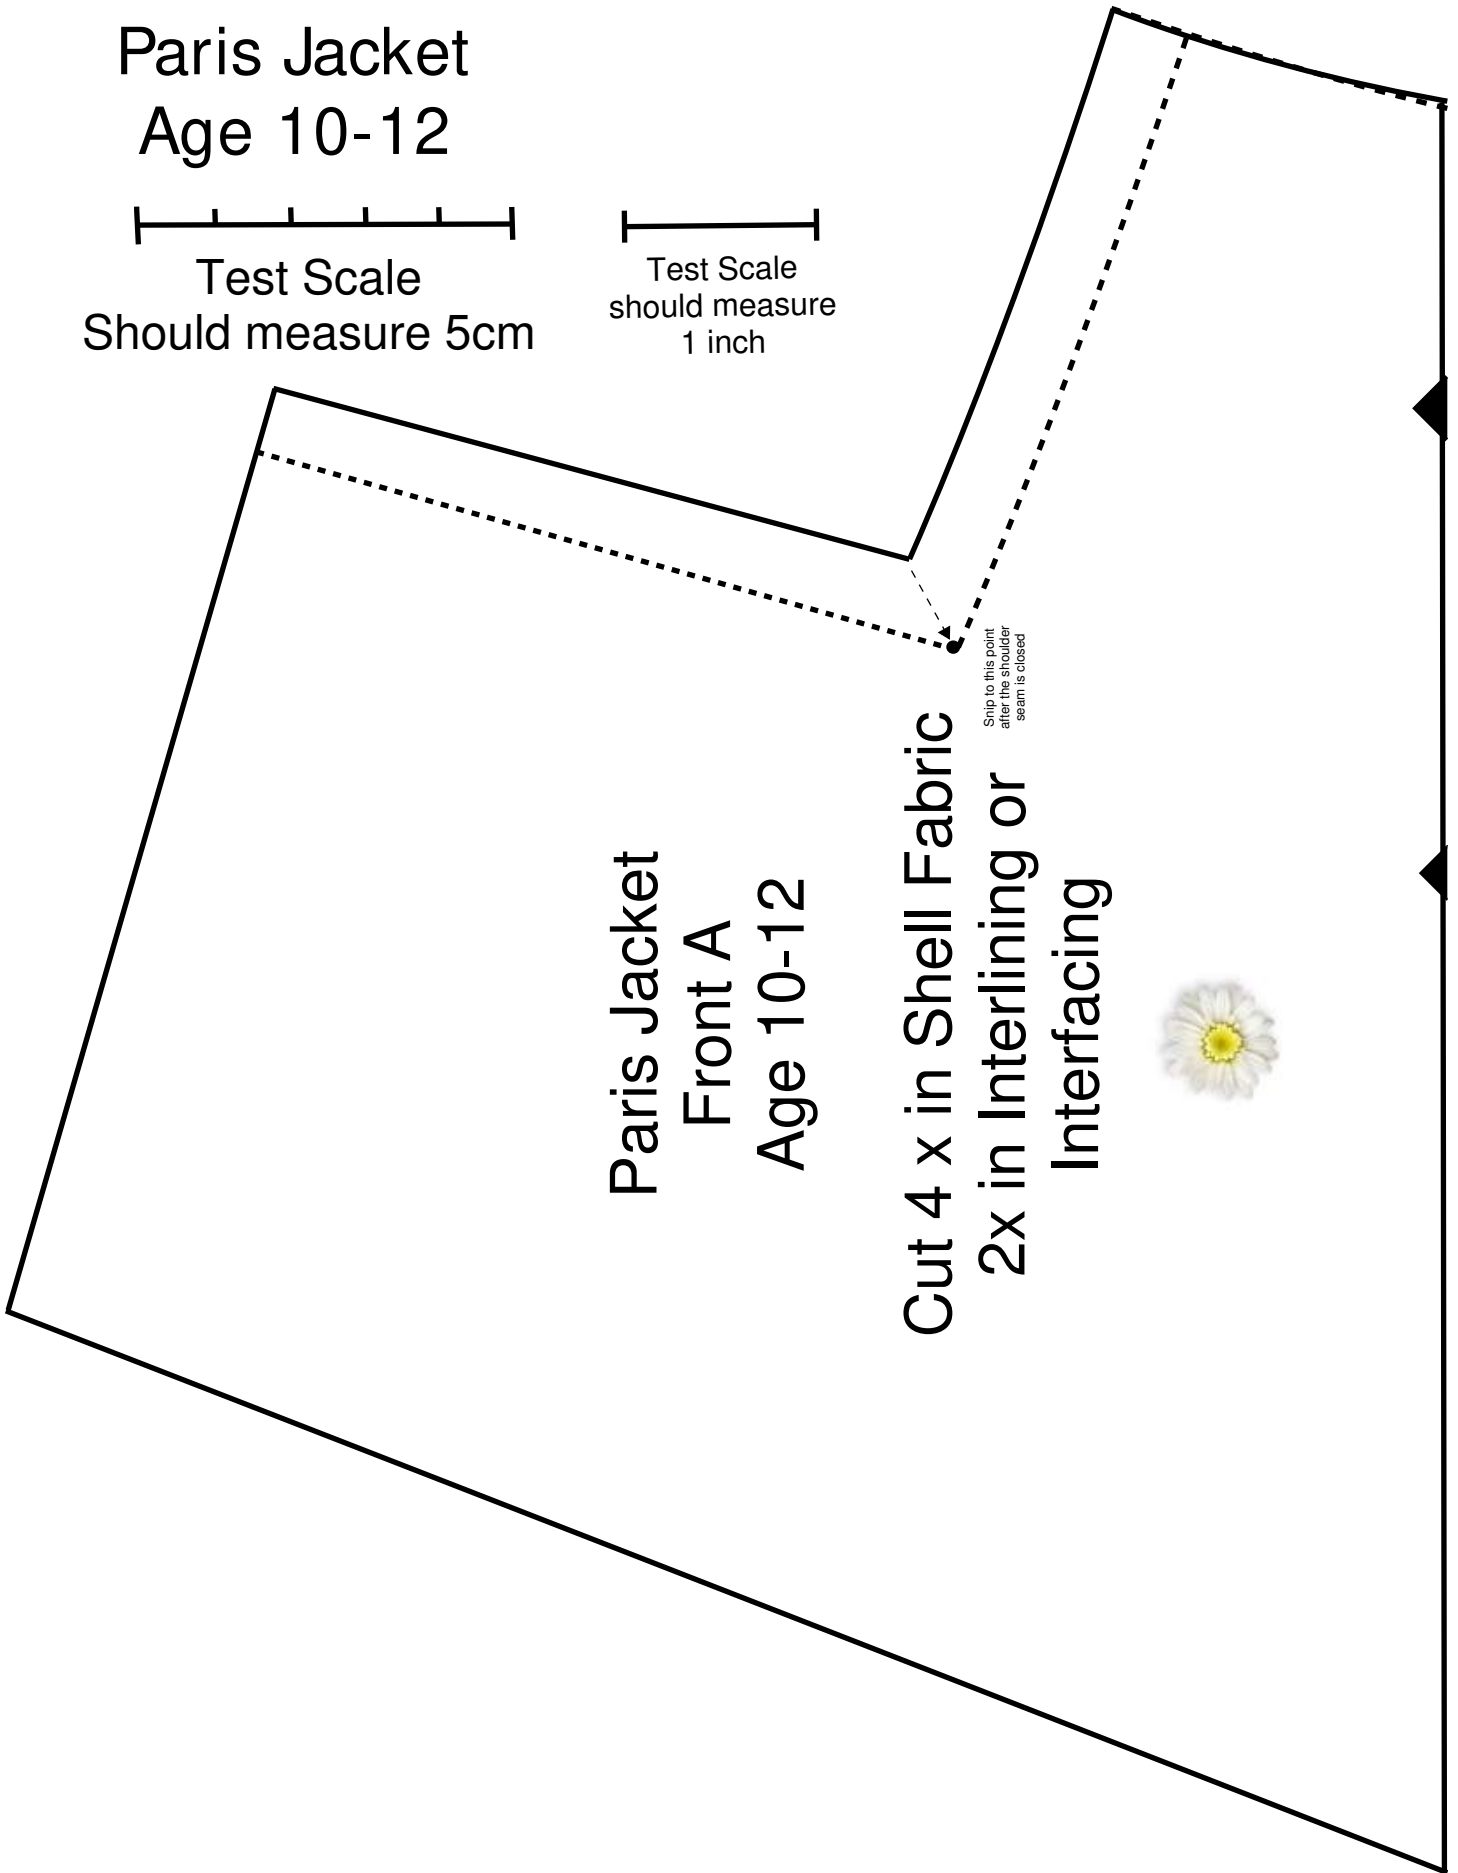 Paris Jacket
Age 10-12
Test Scale
Should measure 5cm
Test Scale
should measure
1 inch
Snip to this point
after the shoulder
seam is closed
Paris Jacket
Front A
Age 10-12
Cut 4 x in Shell Fabric
2x in Interlining or
Interfacing